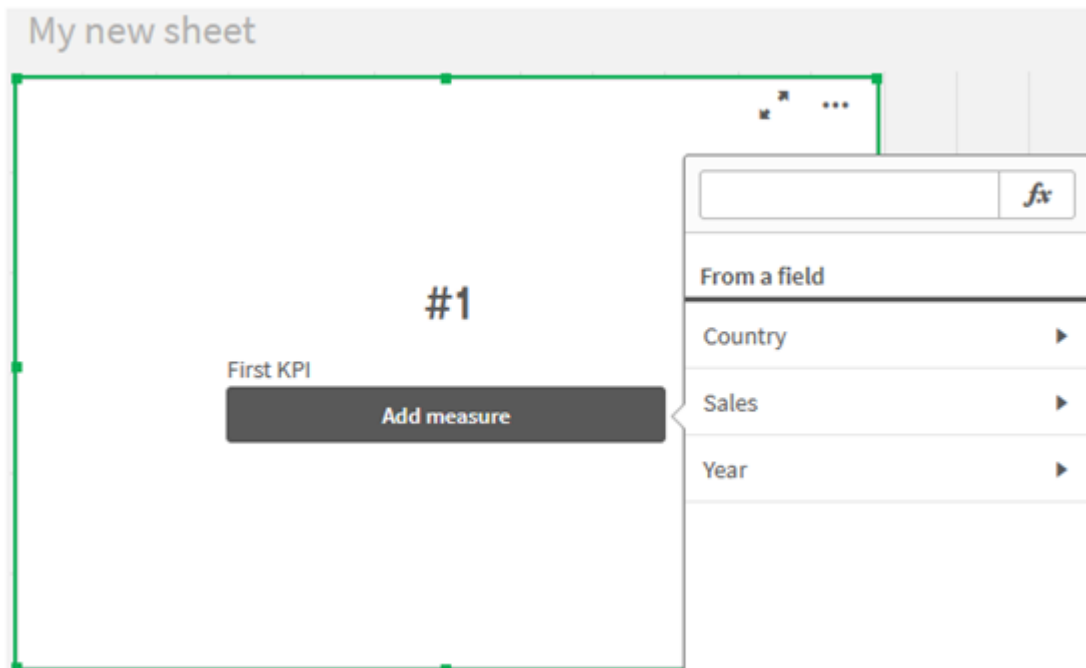 My new sheet
#1
First KPI
Add measure
fx
From a field
Country
Sales
Year